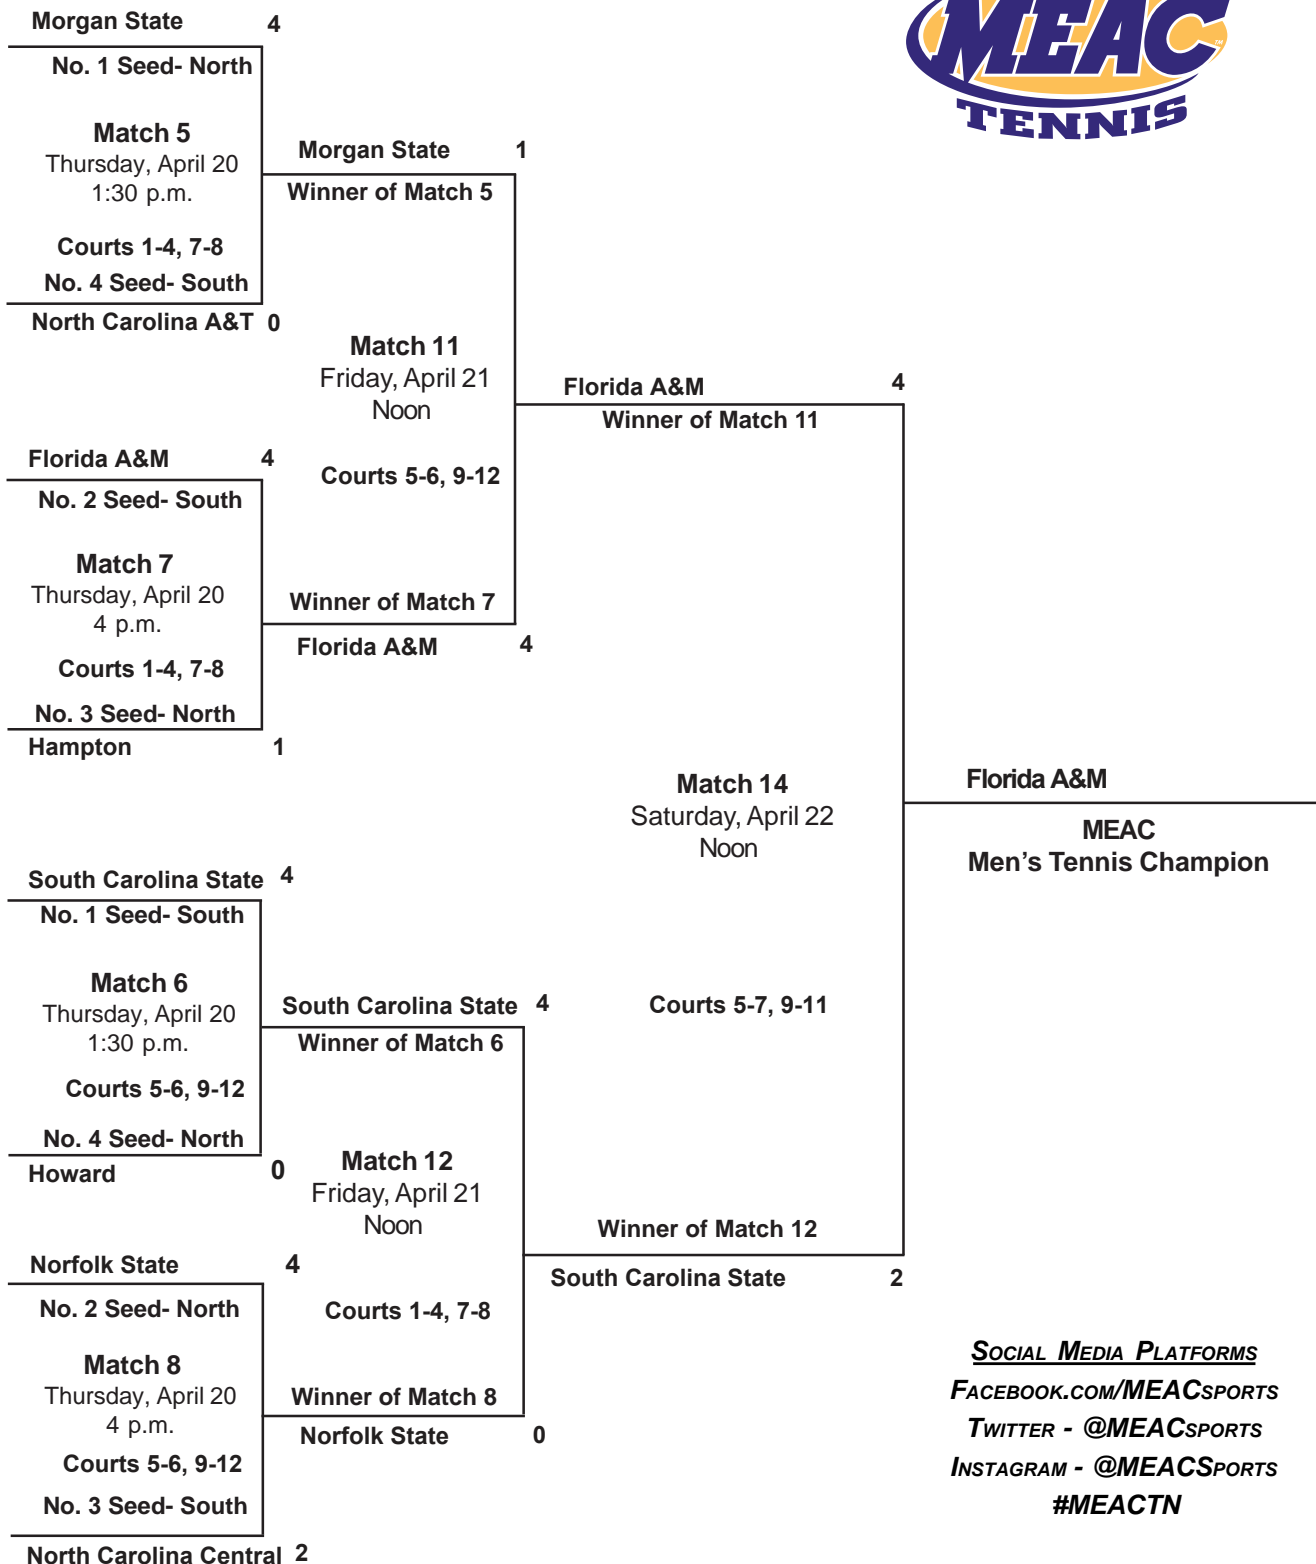 MEAC
TENNIS
Morgan State 4
No. 1 Seed- North
Match 5
Thursday, April 20
1:30 p.m.
Courts 1-4, 7-8
No. 4 Seed- South
North Carolina A&T 0
Morgan State 1
Winner of Match 5
Match 11
Friday, April 21
Noon
Courts 5-6, 9-12
Florida A&M 4
No. 2 Seed- South
Match 7
Thursday, April 20
4 p.m.
Courts 1-4, 7-8
No. 3 Seed- North
Hampton 1
Winner of Match 7
Florida A&M 4
Florida A&M 4
Winner of Match 11
Match 14
Saturday, April 22
Noon
Courts 5-7, 9-11
Florida A&M
MEAC
Men’s Tennis Champion
South Carolina State 4
No. 1 Seed- South
Match 6
Thursday, April 20
1:30 p.m.
Courts 5-6, 9-12
No. 4 Seed- North
Howard 0
South Carolina State 4
Winner of Match 6
Match 12
Friday, April 21
Noon
Courts 1-4, 7-8
Norfolk State 4
No. 2 Seed- North
Match 8
Thursday, April 20
4 p.m.
Courts 5-6, 9-12
No. 3 Seed- South
North Carolina Central 2
Winner of Match 8
Norfolk State 0
Winner of Match 12
South Carolina State 2
Social Media Platforms
Facebook.com/MEACsports
Twitter - @MEACsports
Instagram - @MEACSports
#MEACTN